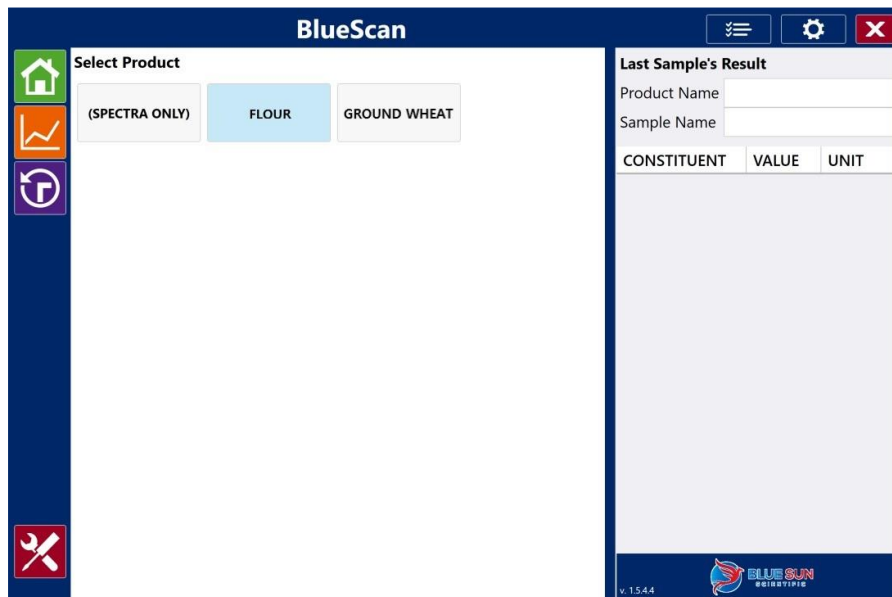 BlueScan
Select Product
(SPECTRA ONLY)
FLOUR
GROUND WHEAT
Last Sample's Result
Product Name
Sample Name
CONSTITUENT VALUE UNIT
v. 1.5.4.4
BLUE SUN
SCIENTIFIC